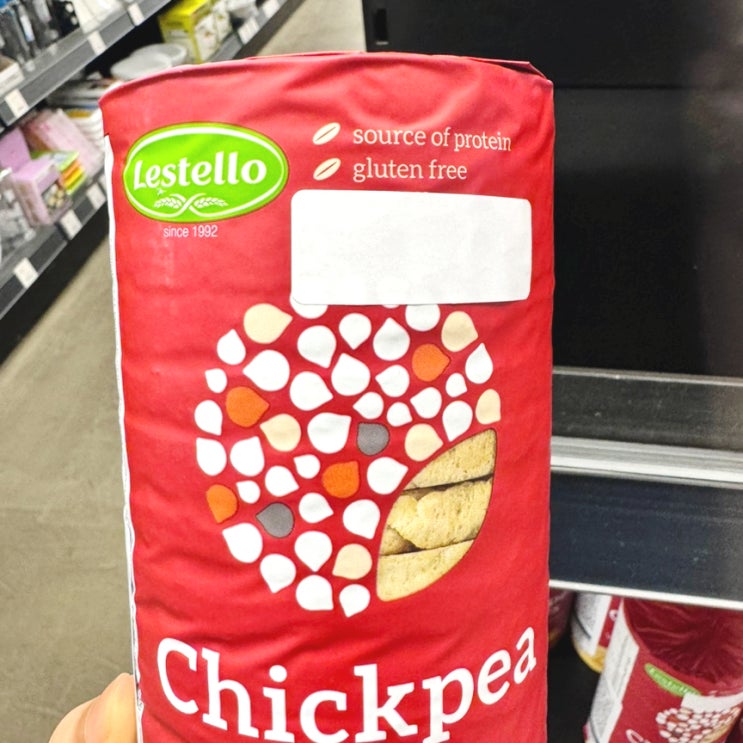 Lestello
since 1992
source of protein
gluten free
Chickpea